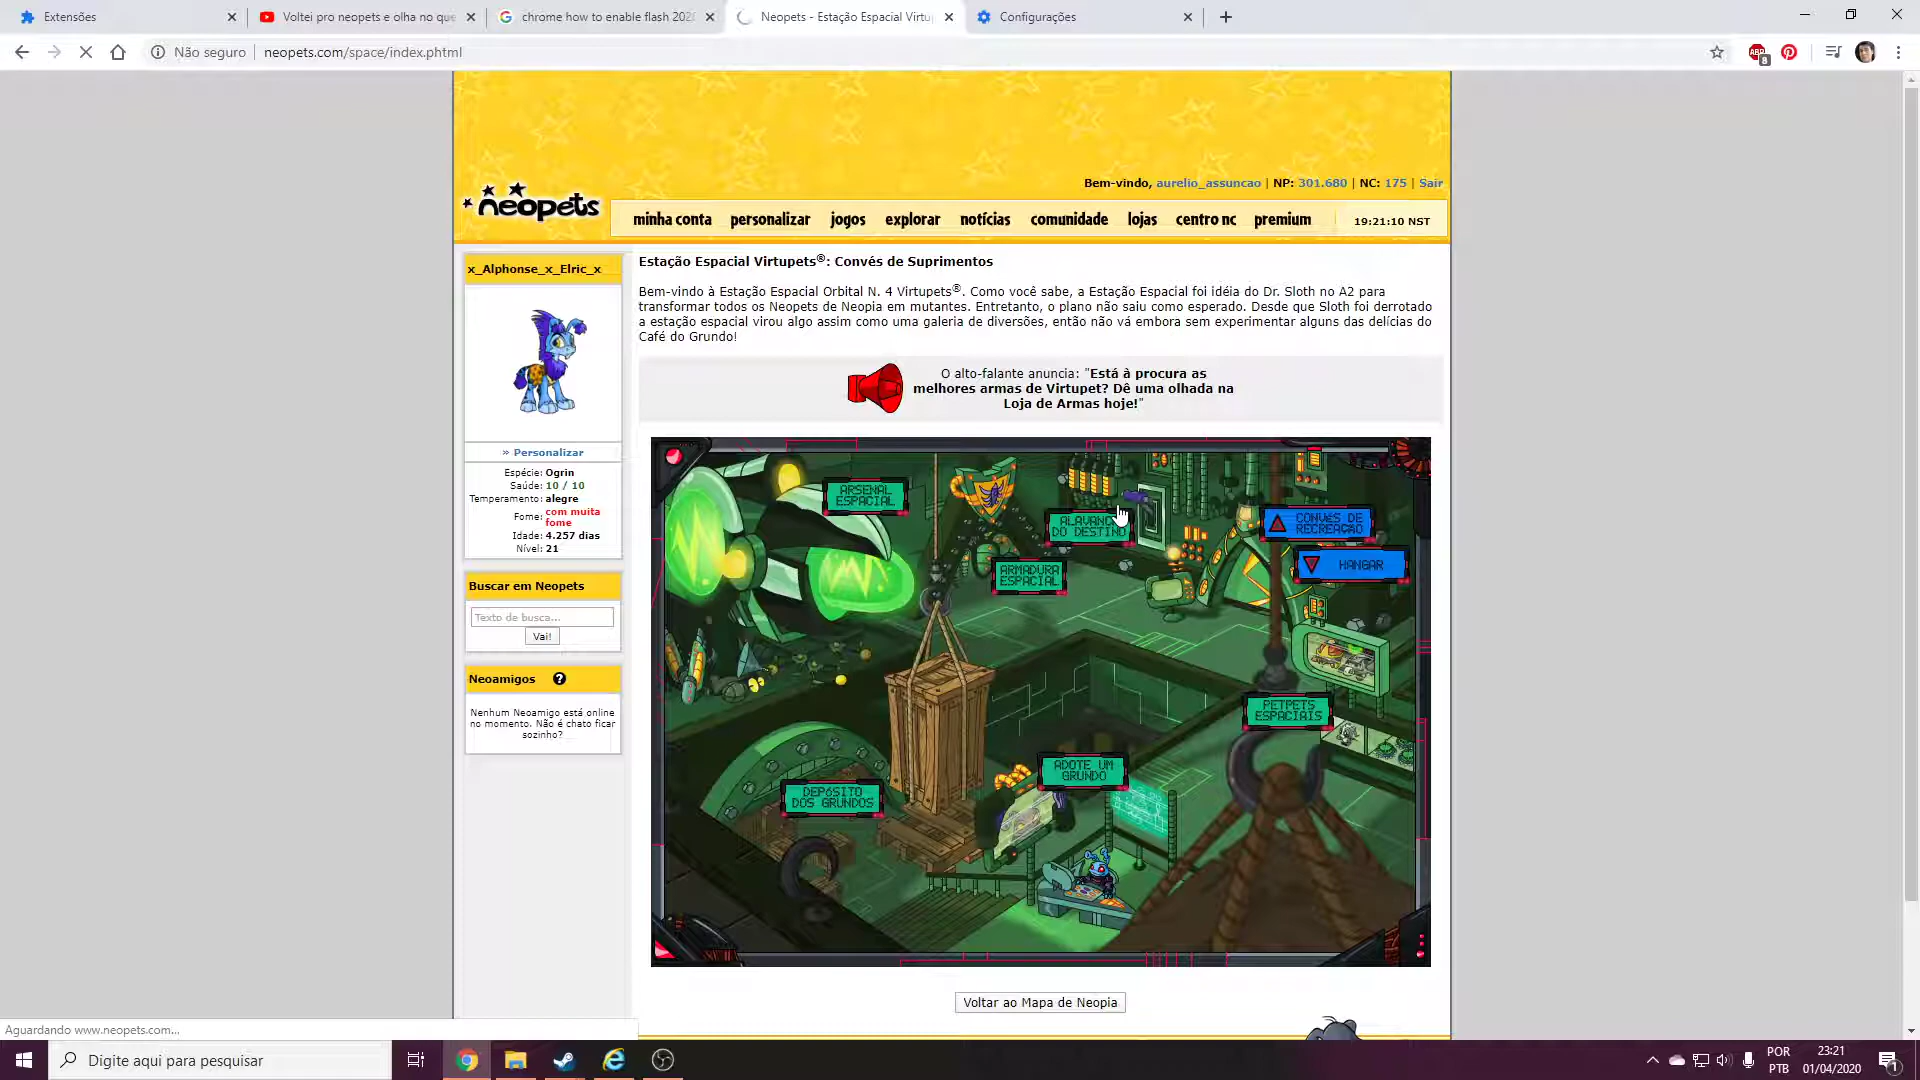 Extensões
Voltei pro neopets e olha no que
chrome how to enable flash 2020
Neopets - Estação Espacial Virtu
Configurações
Não seguro
neopets.com/space/index.phtml
ABP
8
Bem-vindo, aurelio_assuncao | NP: 301.680 | NC: 175 | Sair
neopets
minha conta
personalizar
jogos
explorar
notícias
comunidade
lojas
centro nc
premium
19:21:10 NST
x_Alphonse_x_Elric_x
» Personalizar
Espécie: Ogrin
Saúde: 10 / 10
Temperamento: alegre
Fome: com muita
fome
Idade: 4.257 dias
Nível: 21
Buscar em Neopets
Texto de busca...
Vai!
Neoamigos
?
Nenhum Neoamigo está online
no momento. Não é chato ficar
sozinho?
Estação Espacial Virtupets®: Convés de Suprimentos
Bem-vindo à Estação Espacial Orbital N. 4 Virtupets®. Como você sabe, a Estação Espacial foi idéia do Dr. Sloth no A2 para
transformar todos os Neopets de Neopia em mutantes. Entretanto, o plano não saiu como esperado. Desde que Sloth foi derrotado
a estação espacial virou algo assim como uma galeria de diversões, então não vá embora sem experimentar alguns das delícias do
Café do Grundo!
O alto-falante anuncia: "Está à procura as
melhores armas de Virtupet? Dê uma olhada na
Loja de Armas hoje!"
ARSENAL
ESPACIAL
ALAVANCA
DO DESTINO
ARMADURA
ESPACIAL
CONVéS DE
RECREAÇÃO
HANGAR
PETPETS
ESPACIAIS
ADOTE UM
GRUNDO
DEPóSITO
DOS GRUNDOS
Voltar ao Mapa de Neopia
Aguardando www.neopets.com...
Digite aqui para pesquisar
POR
PTB
23:21
01/04/2020
1